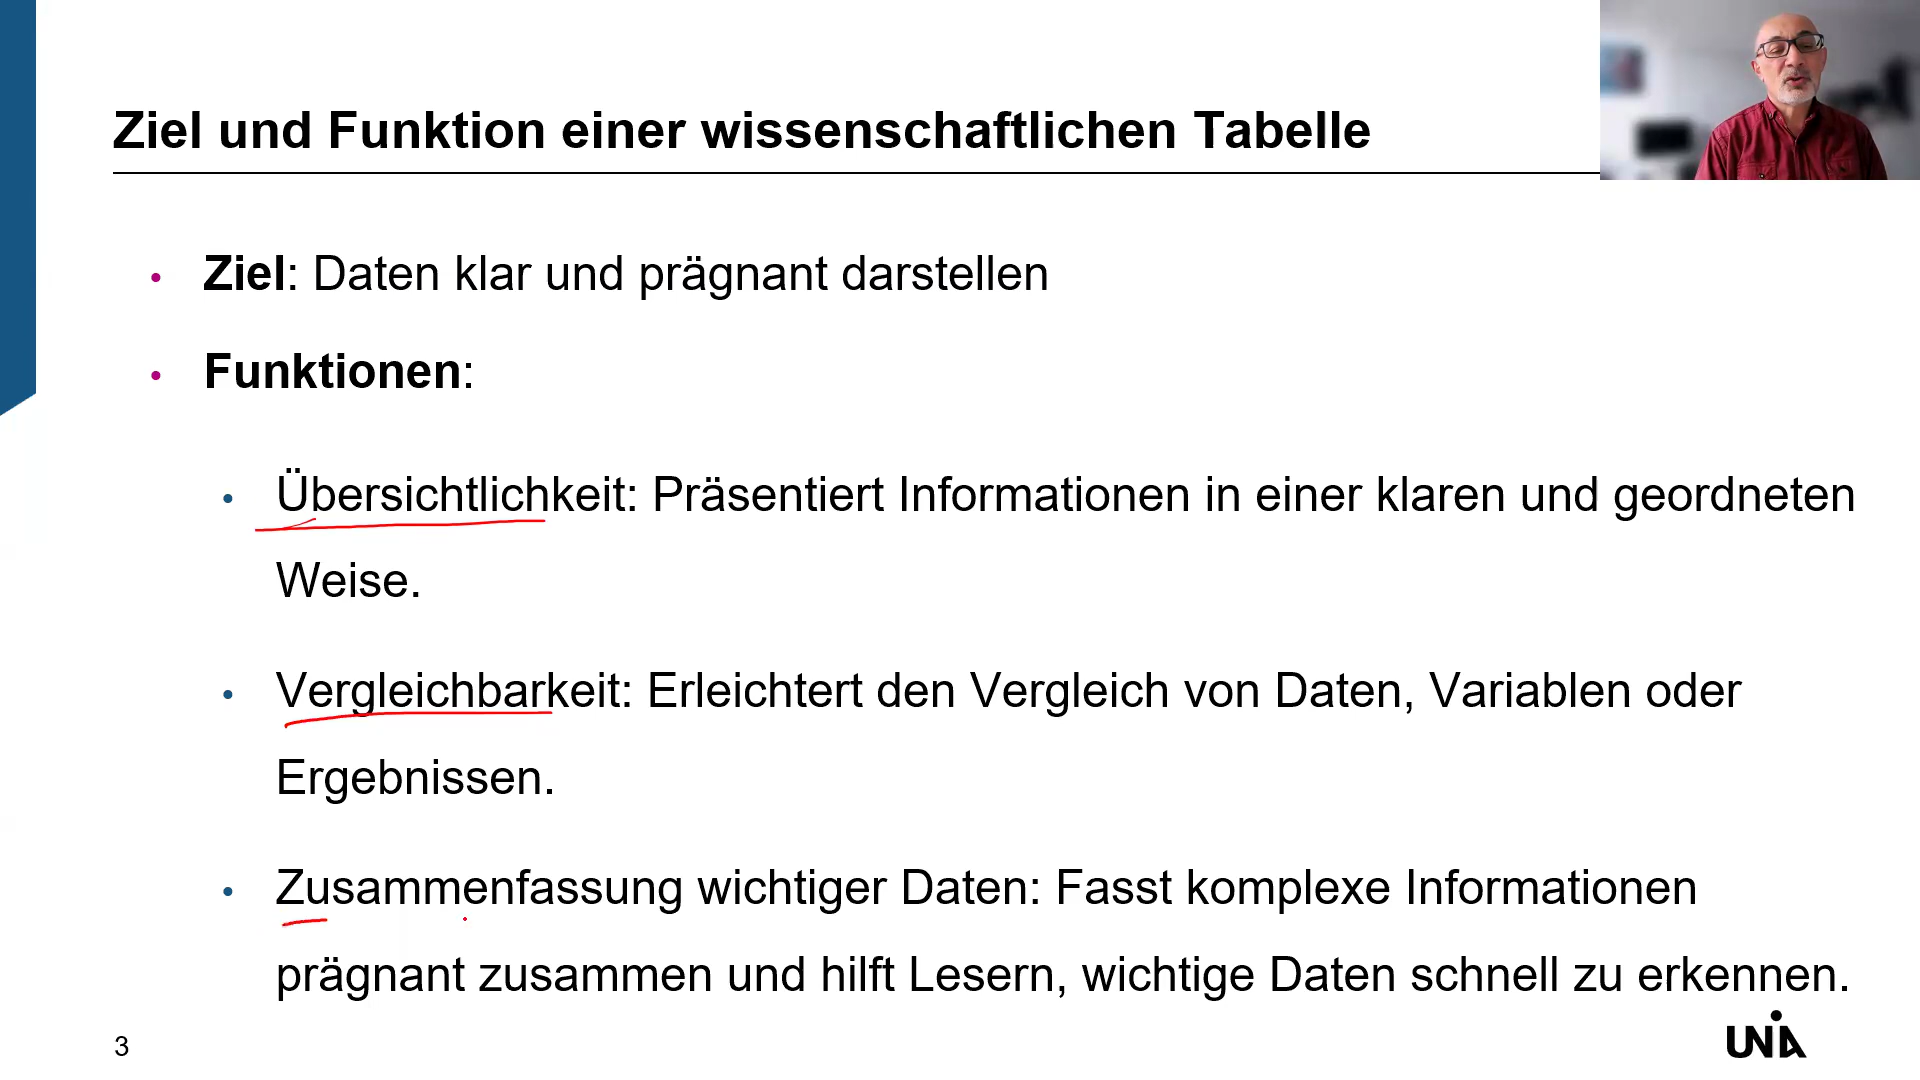 Ziel und Funktion einer wissenschaftlichen Tabelle
• Ziel: Daten klar und prägnant darstellen
• Funktionen:
• Übersichtlichkeit: Präsentiert Informationen in einer klaren und geordneten
Weise.
• Vergleichbarkeit: Erleichtert den Vergleich von Daten, Variablen oder
Ergebnissen.
• Zusammenfassung wichtiger Daten: Fasst komplexe Informationen
prägnant zusammen und hilft Lesern, wichtige Daten schnell zu erkennen.
3
UNIA